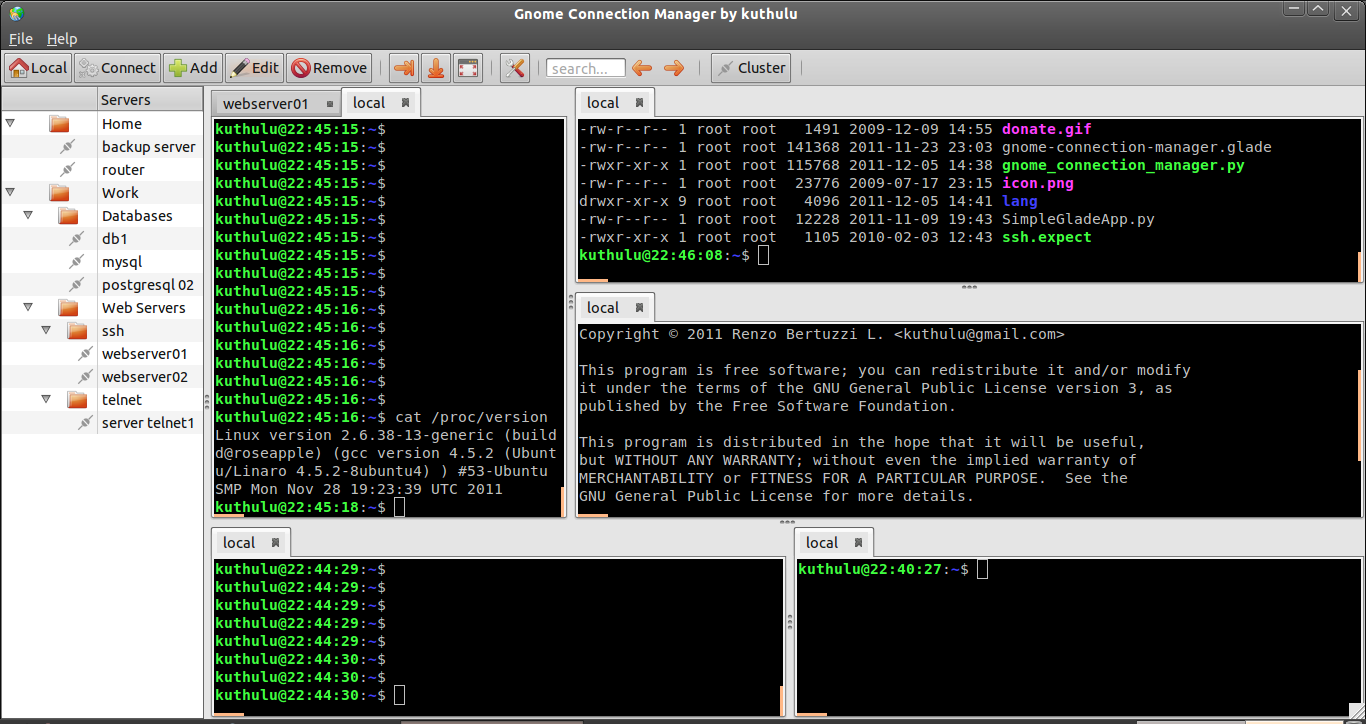 Gnome Connection Manager by kuthulu
File Help
Local Connect Add Edit Remove search... Cluster
Servers
Home
backup server
router
Work
Databases
db1
mysql
postgresql 02
Web Servers
ssh
webserver01
webserver02
telnet
server telnet1
webserver01 local
kuthulu@22:45:15:~$
kuthulu@22:45:15:~$
kuthulu@22:45:15:~$
kuthulu@22:45:15:~$
kuthulu@22:45:15:~$
kuthulu@22:45:15:~$
kuthulu@22:45:15:~$
kuthulu@22:45:15:~$
kuthulu@22:45:15:~$
kuthulu@22:45:15:~$
kuthulu@22:45:16:~$
kuthulu@22:45:16:~$
kuthulu@22:45:16:~$
kuthulu@22:45:16:~$
kuthulu@22:45:16:~$
kuthulu@22:45:16:~$
kuthulu@22:45:16:~$ cat /proc/version
Linux version 2.6.38-13-generic (build
d@roseapple) (gcc version 4.5.2 (Ubunt
u/Linaro 4.5.2-8ubuntu4) ) #53-Ubuntu
SMP Mon Nov 28 19:23:39 UTC 2011
kuthulu@22:45:18:~$
local
-rw-r--r-- 1 root root 1491 2009-12-09 14:55 donate.gif
-rw-r--r-- 1 root root 141368 2011-11-23 23:03 gnome-connection-manager.glade
-rwxr-xr-x 1 root root 115768 2011-12-05 14:38 gnome_connection_manager.py
-rw-r--r-- 1 root root 23776 2009-07-17 23:15 icon.png
drwxr-xr-x 9 root root 4096 2011-12-05 14:41 lang
-rw-r--r-- 1 root root 12228 2011-11-09 19:43 SimpleGladeApp.py
-rwxr-xr-x 1 root root 1105 2010-02-03 12:43 ssh.expect
kuthulu@22:46:08:~$
local
Copyright © 2011 Renzo Bertuzzi L. <kuthulu@gmail.com>
This program is free software; you can redistribute it and/or modify
it under the terms of the GNU General Public License version 3, as
published by the Free Software Foundation.
This program is distributed in the hope that it will be useful,
but WITHOUT ANY WARRANTY; without even the implied warranty of
MERCHANTABILITY or FITNESS FOR A PARTICULAR PURPOSE.  See the
GNU General Public License for more details.
local
kuthulu@22:44:29:~$
kuthulu@22:44:29:~$
kuthulu@22:44:29:~$
kuthulu@22:44:29:~$
kuthulu@22:44:29:~$
kuthulu@22:44:30:~$
kuthulu@22:44:30:~$
kuthulu@22:44:30:~$
local
kuthulu@22:40:27:~$